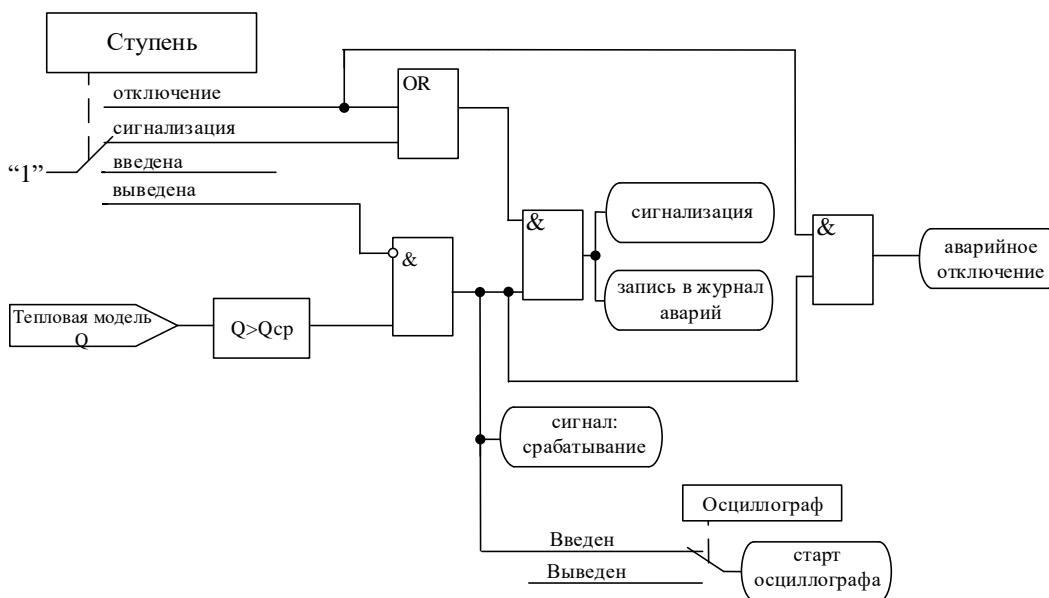 Ступень
отключение
OR
сигнализация
“1”
введена
выведена
&
&
сигнализация
запись в журнал
аварий
&
аварийное
отключение
Тепловая модель
Q
Q>Qср
сигнал:
срабатывание
Осциллограф
Введен
Выведен
старт
осциллографа